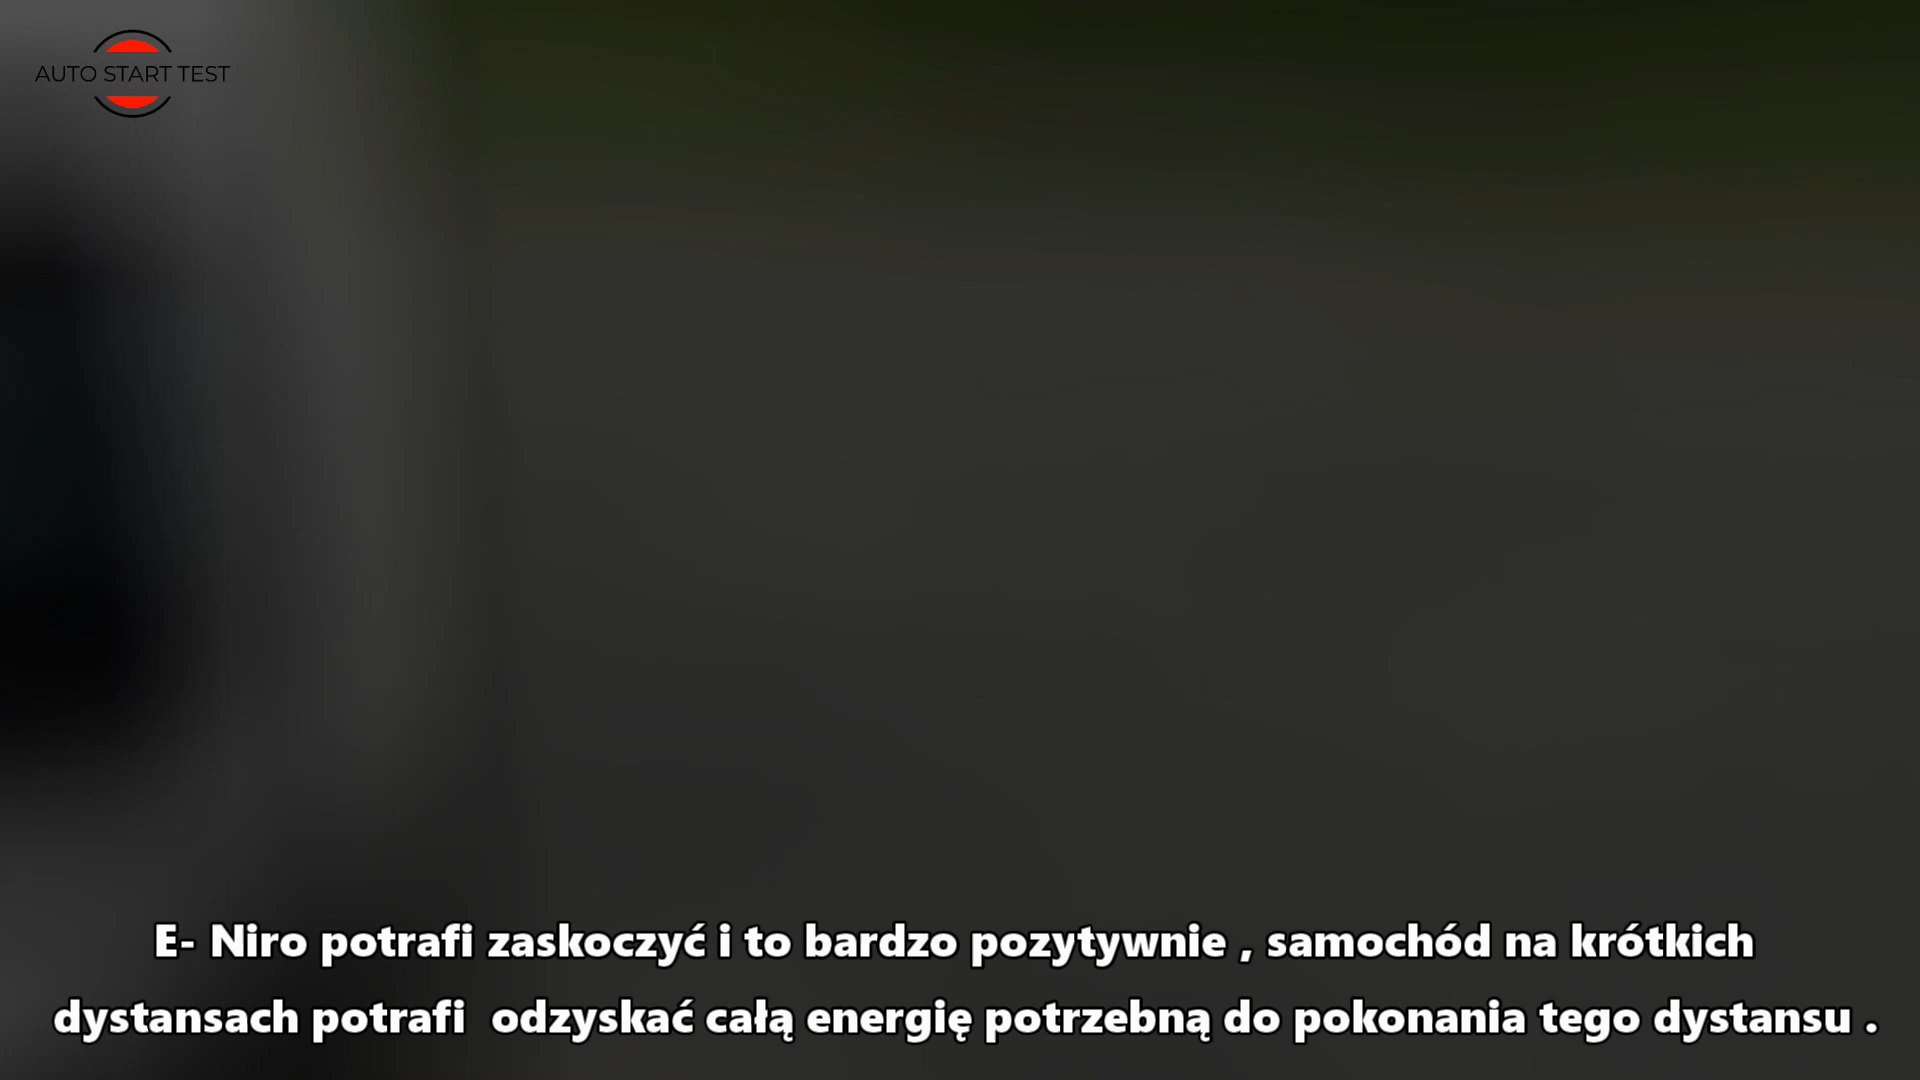 AUTO START TEST
E- Niro potrafi zaskoczyć i to bardzo pozytywnie , samochód na krótkich
dystansach potrafi  odzyskać całą energię potrzebną do pokonania tego dystansu .